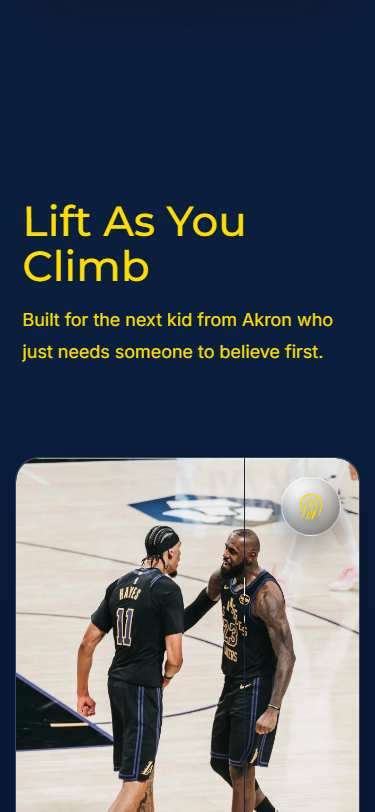 Lift As You
Climb
Built for the next kid from Akron who
just needs someone to believe first.
HAYES
11
23